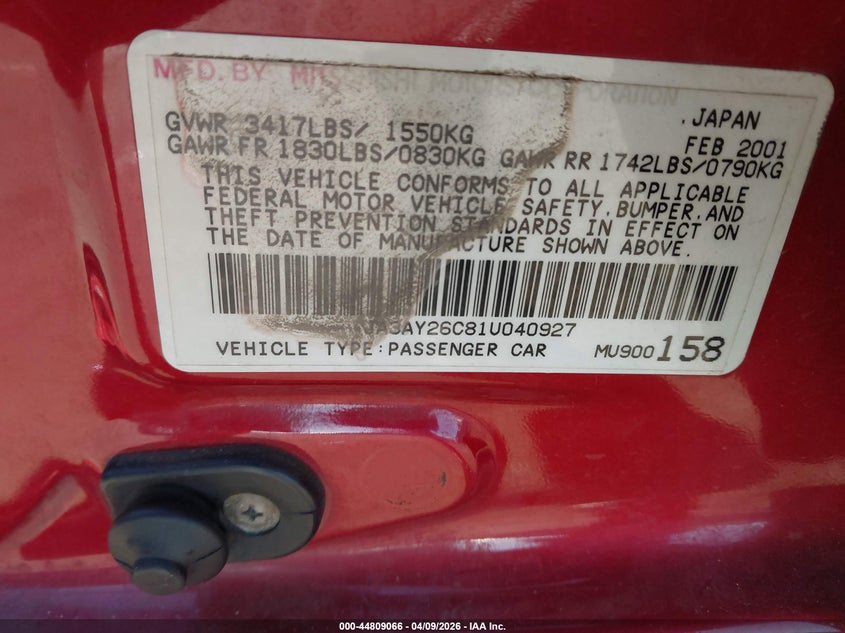 MFD. BY MITSUBISHI MOTORS CORPORATION
.JAPAN
GVWR 3417LBS/ 1550KG FEB 2001
GAWR FR 1830LBS/0830KG GAWR RR 1742LBS/0790KG
THIS VEHICLE CONFORMS TO ALL APPLICABLE
FEDERAL MOTOR VEHICLE SAFETY,BUMPER,AND
THEFT PREVENTION STANDARDS IN EFFECT ON
THE DATE OF MANUFACTURE SHOWN ABOVE.
JA3AY26C81U040927
VEHICLE TYPE:PASSENGER CAR MU900158
000-44809066 - 04/09/2026 - IAA Inc.